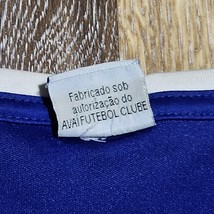 Fabricado sob
autorização do
AVAÍ FUTEBOL CLUBE